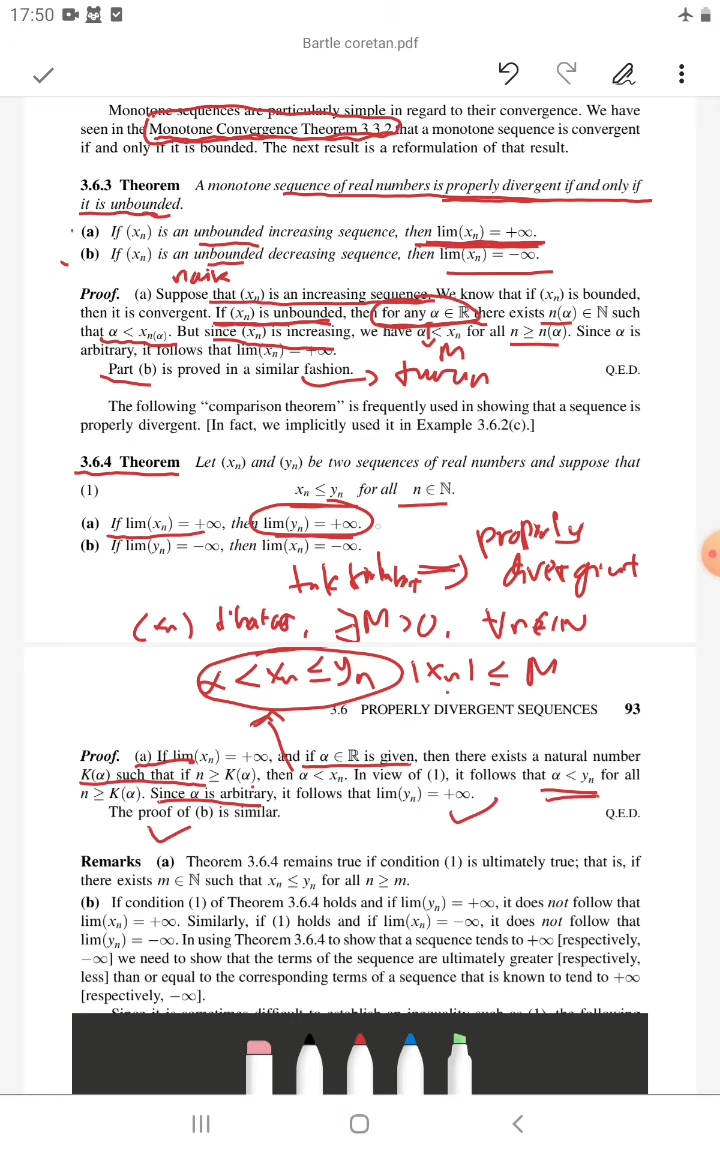 17:50
Bartle coretan.pdf
Monotone sequences are particularly simple in regard to their convergence. We have
seen in the Monotone Convergence Theorem 3.3.2 that a monotone sequence is convergent
if and only if it is bounded. The next result is a reformulation of that result.
3.6.3 Theorem A monotone sequence of real numbers is properly divergent if and only if
it is unbounded.
(a) If (xₙ) is an unbounded increasing sequence, then lim(xₙ) = +∞.
(b) If (xₙ) is an unbounded decreasing sequence, then lim(xₙ) = −∞.
naik
Proof. (a) Suppose that (xₙ) is an increasing sequence. We know that if (xₙ) is bounded,
then it is convergent. If (xₙ) is unbounded, then for any α ∈ ℝ there exists n(α) ∈ ℕ such
that α < xₙ₍α₎. But since (xₙ) is increasing, we have α < xₙ for all n ≥ n(α). Since α is
arbitrary, it follows that lim(xₙ) = +∞.
M
Part (b) is proved in a similar fashion. → turun Q.E.D.
The following “comparison theorem” is frequently used in showing that a sequence is
properly divergent. [In fact, we implicitly used it in Example 3.6.2(c).]
3.6.4 Theorem Let (xₙ) and (yₙ) be two sequences of real numbers and suppose that
(1) xₙ ≤ yₙ for all n ∈ ℕ.
(a) If lim(xₙ) = +∞, then lim(yₙ) = +∞.
(b) If lim(yₙ) = −∞, then lim(xₙ) = −∞.
tak ⇒ properly
divergent
(xₙ) , ∃M>0, ∀n∈ℕ
α < xₙ ≤ yₙ |xₙ| ≤ M
3.6 PROPERLY DIVERGENT SEQUENCES 93
Proof. (a) If lim(xₙ) = +∞, and if α ∈ ℝ is given, then there exists a natural number
K(α) such that if n ≥ K(α), then α < xₙ. In view of (1), it follows that α < yₙ for all
n ≥ K(α). Since α is arbitrary, it follows that lim(yₙ) = +∞.
The proof of (b) is similar. Q.E.D.
Remarks (a) Theorem 3.6.4 remains true if condition (1) is ultimately true; that is, if
there exists m ∈ ℕ such that xₙ ≤ yₙ for all n ≥ m.
(b) If condition (1) of Theorem 3.6.4 holds and if lim(yₙ) = +∞, it does not follow that
lim(xₙ) = +∞. Similarly, if (1) holds and if lim(xₙ) = −∞, it does not follow that
lim(yₙ) = −∞. In using Theorem 3.6.4 to show that a sequence tends to +∞ [respectively,
−∞] we need to show that the terms of the sequence are ultimately greater [respectively,
less] than or equal to the corresponding terms of a sequence that is known to tend to +∞
[respectively, −∞].
Since it is sometimes difficult to establish an inequality such as (1), the following